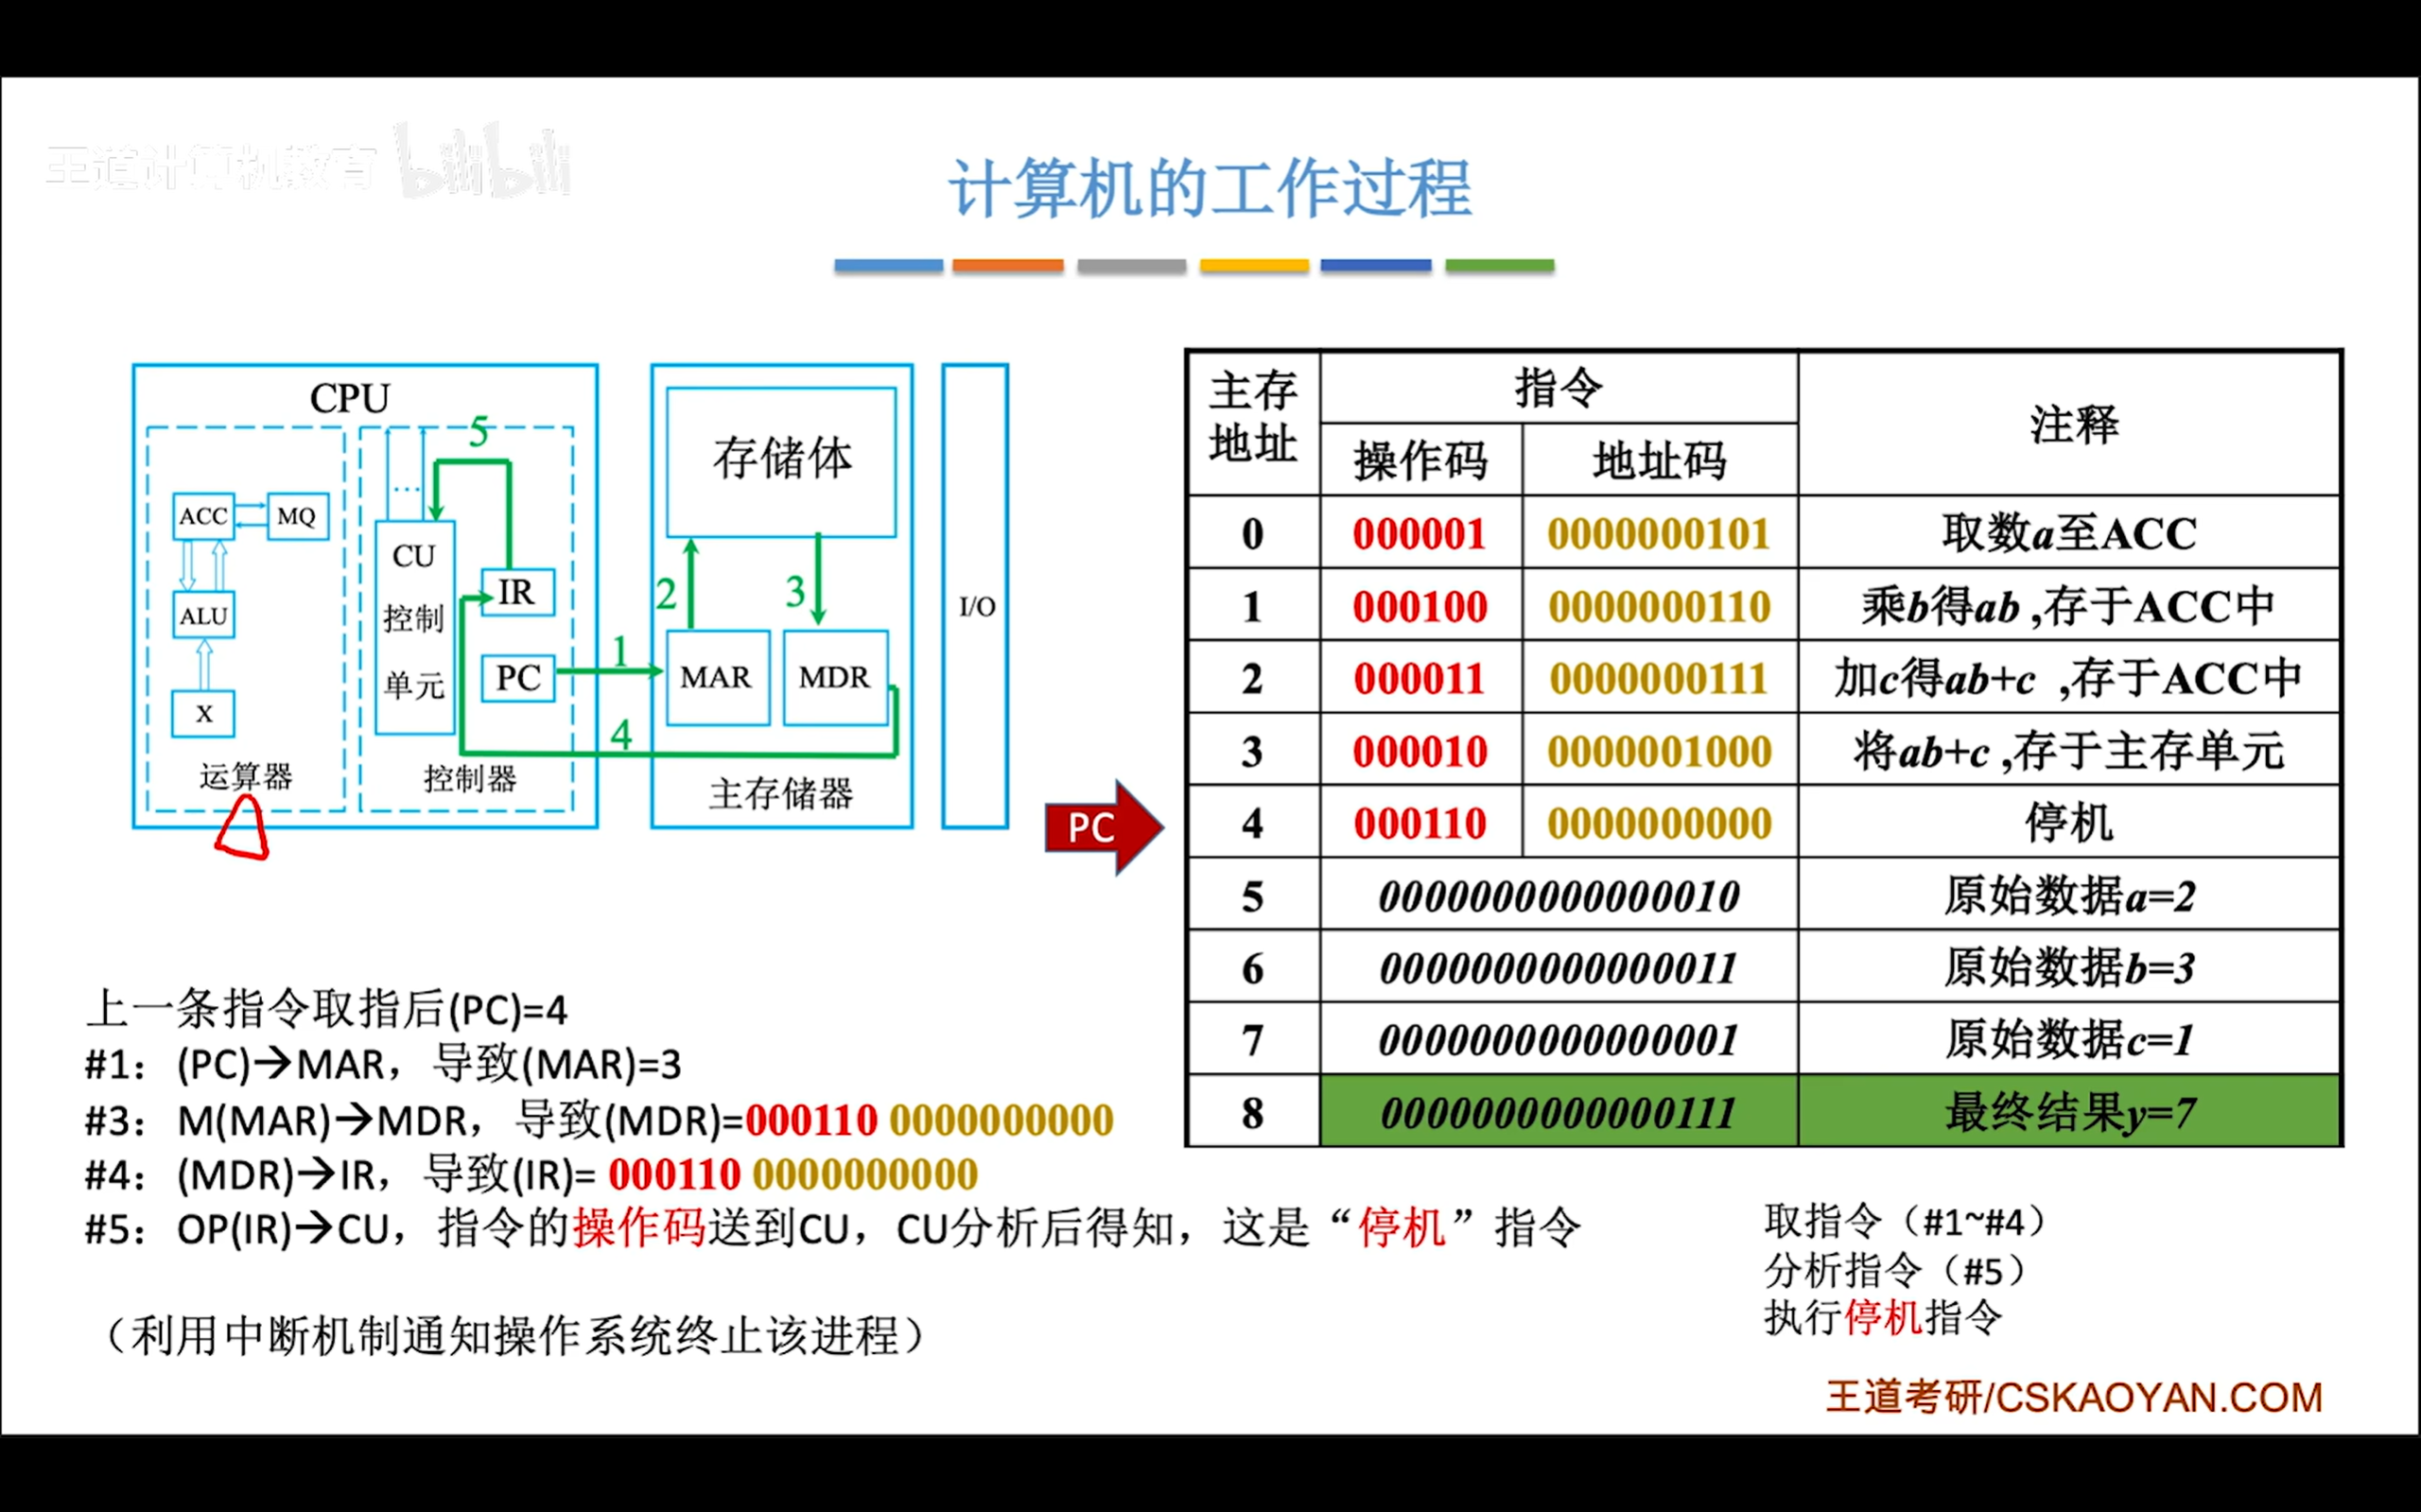 王道计算机教育 bilibili
计算机的工作过程
CPU
5
...
ACC
MQ
CU
控制
单元
IR
ALU
PC
X
运算器
控制器
1
4
存储体
2
3
MAR
MDR
主存储器
I/O
PC
主存地址 指令 注释
操作码 地址码
0 000001 0000000101 取数a至ACC
1 000100 0000000110 乘b得ab ,存于ACC中
2 000011 0000000111 加c得ab+c ,存于ACC中
3 000010 0000001000 将ab+c ,存于主存单元
4 000110 0000000000 停机
5 0000000000000010 原始数据a=2
6 0000000000000011 原始数据b=3
7 0000000000000001 原始数据c=1
8 0000000000000111 最终结果y=7
上一条指令取指后(PC)=4
#1：(PC)→MAR，导致(MAR)=3
#3：M(MAR)→MDR，导致(MDR)=000110 0000000000
#4：(MDR)→IR，导致(IR)= 000110 0000000000
#5：OP(IR)→CU，指令的操作码送到CU，CU分析后得知，这是“停机”指令
（利用中断机制通知操作系统终止该进程）
取指令（#1~#4）
分析指令（#5）
执行停机指令
王道考研/CSKAOYAN.COM